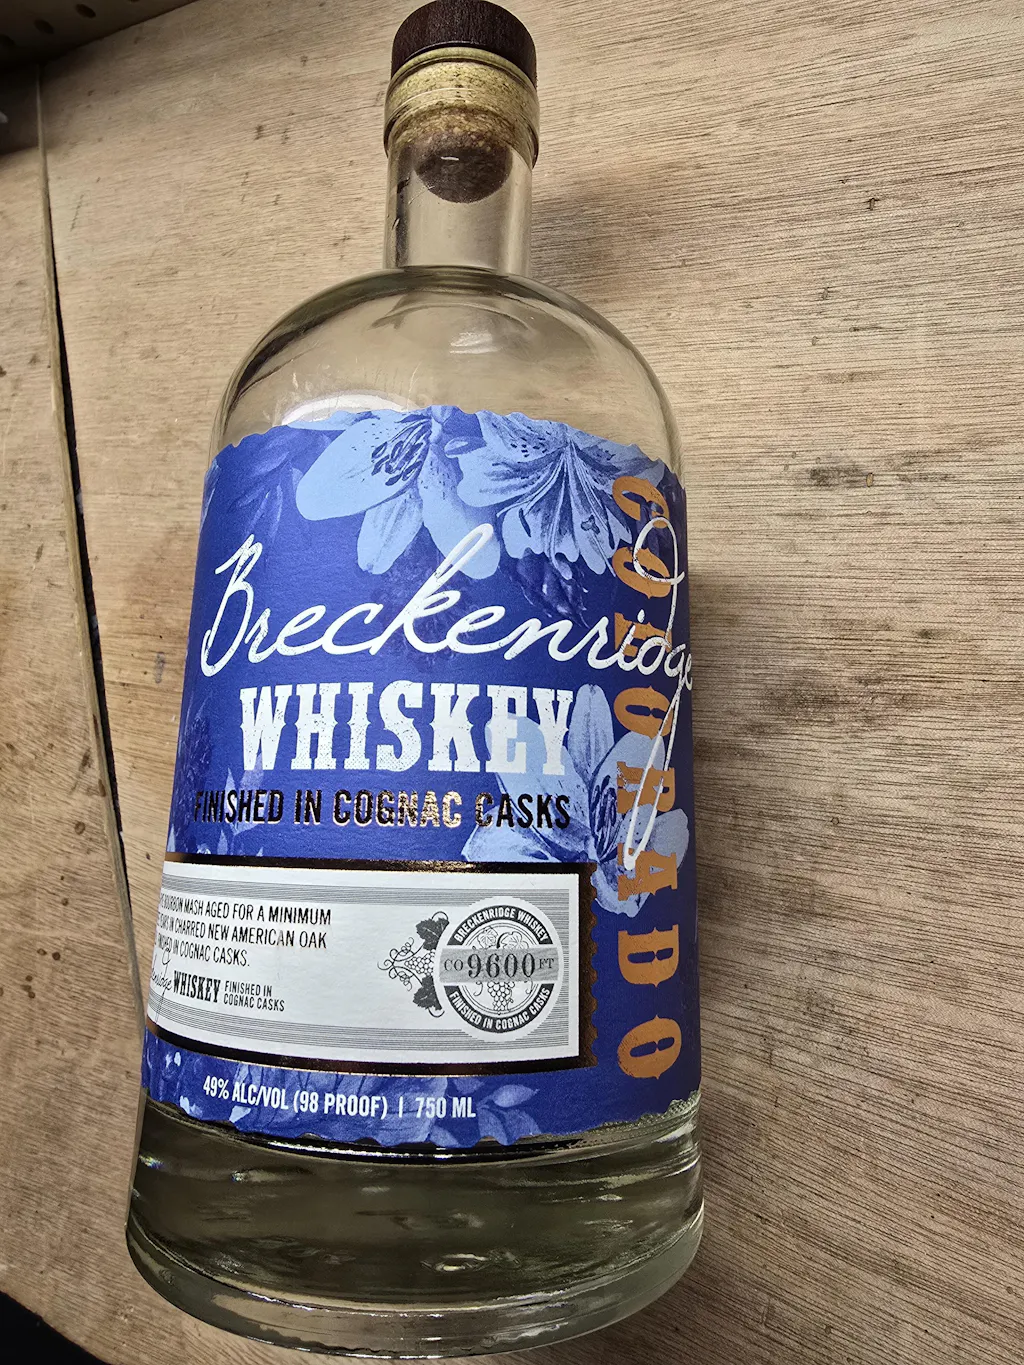 Breckenridge
WHISKEY
FINISHED IN COGNAC CASKS
COLORADO
BOURBON MASH AGED FOR A MINIMUM
IN CHARRED NEW AMERICAN OAK
FINISHED IN COGNAC CASKS.
WHISKEY FINISHED IN
COGNAC CASKS
BRECKENRIDGE WHISKEY
CO 9600 FT
FINISHED IN COGNAC CASKS
49% ALC/VOL (98 PROOF) | 750 ML